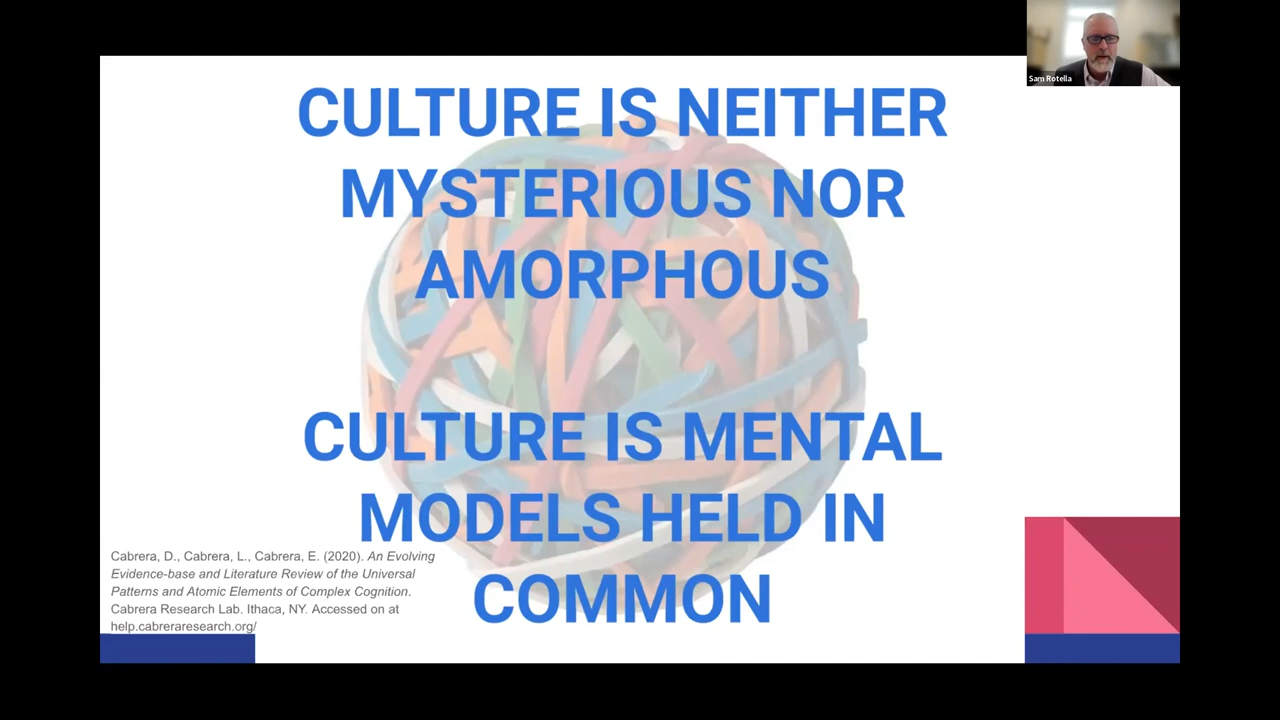 Sam Rotella
CULTURE IS NEITHER
MYSTERIOUS NOR
AMORPHOUS
CULTURE IS MENTAL
MODELS HELD IN
COMMON
Cabrera, D., Cabrera, L., Cabrera, E. (2020). An Evolving
Evidence-base and Literature Review of the Universal
Patterns and Atomic Elements of Complex Cognition.
Cabrera Research Lab. Ithaca, NY. Accessed on at
help.cabreraresearch.org/